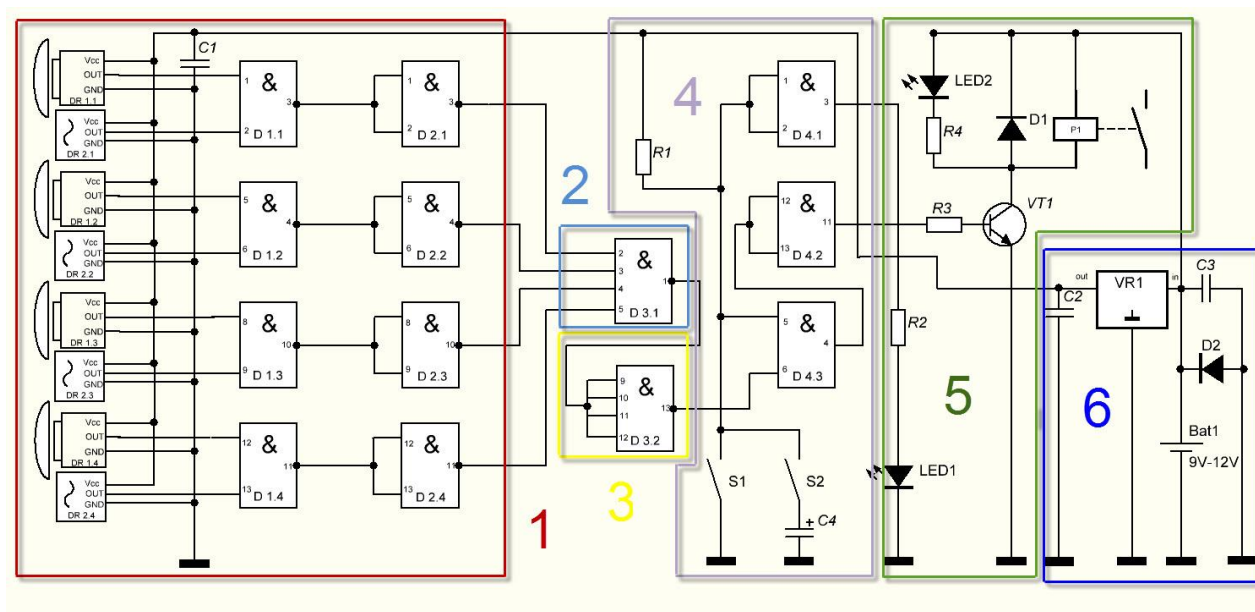 C1
Vcc
OUT
GND
DR 1.1
Vcc
OUT
GND
DR 2.1
Vcc
OUT
GND
DR 1.2
Vcc
OUT
GND
DR 2.2
Vcc
OUT
GND
DR 1.3
Vcc
OUT
GND
DR 2.3
Vcc
OUT
GND
DR 1.4
Vcc
OUT
GND
DR 2.4
1
&
3
2
D 1.1
5
&
4
6
D 1.2
8
&
10
9
D 1.3
12
&
11
13
D 1.4
1
&
3
2
D 2.1
5
&
4
6
D 2.2
8
&
10
9
D 2.3
12
&
11
13
D 2.4
1
2
2
&
3
4
1
5
D 3.1
9
&
10
11
13
12
D 3.2
3
4
R1
1
&
3
2
D 4.1
12
&
11
13
D 4.2
5
&
4
6
D 4.3
S1
S2
+ C4
LED2
R4
D1
P1
R3
VT1
R2
LED1
5
out
VR1
in
C3
C2
D2
Bat1
9V-12V
6